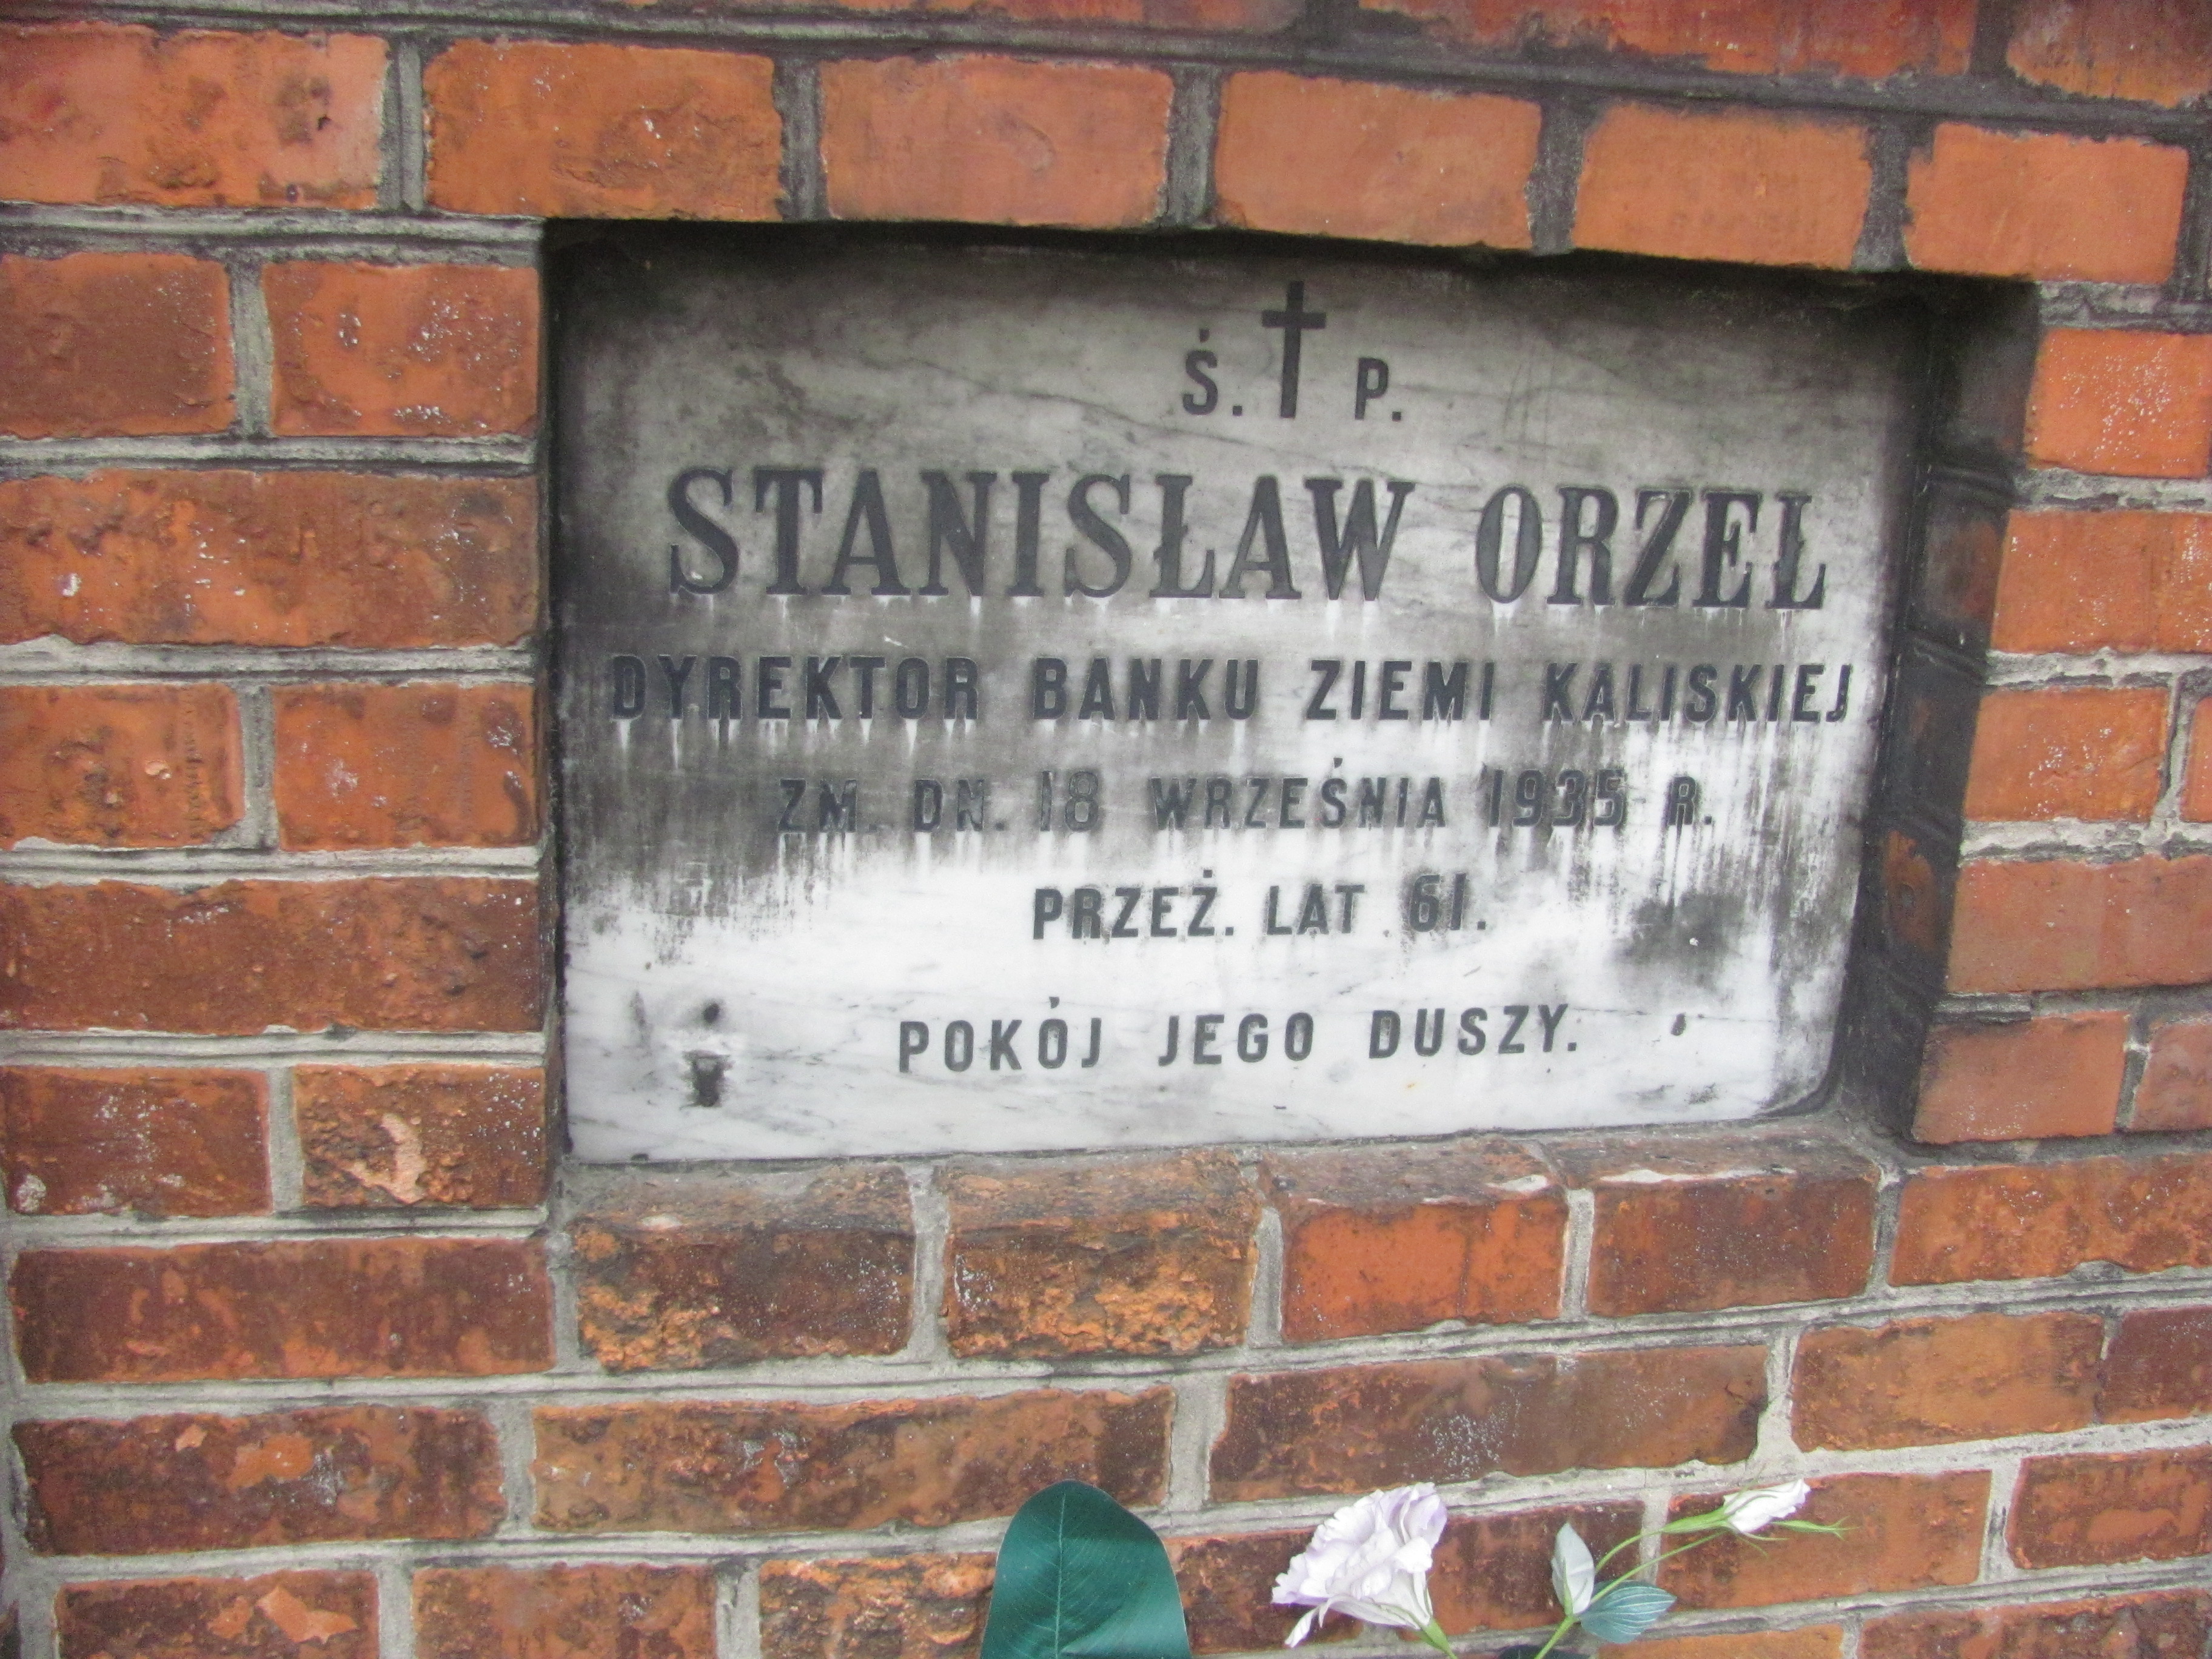 Ś. P.
STANISŁAW ORZEŁ
DYREKTOR BANKU ZIEMI KALISKIEJ
ZM. DN. 18 WRZEŚNIA 1935 R.
PRZEŻ. LAT 61.
POKÓJ JEGO DUSZY.